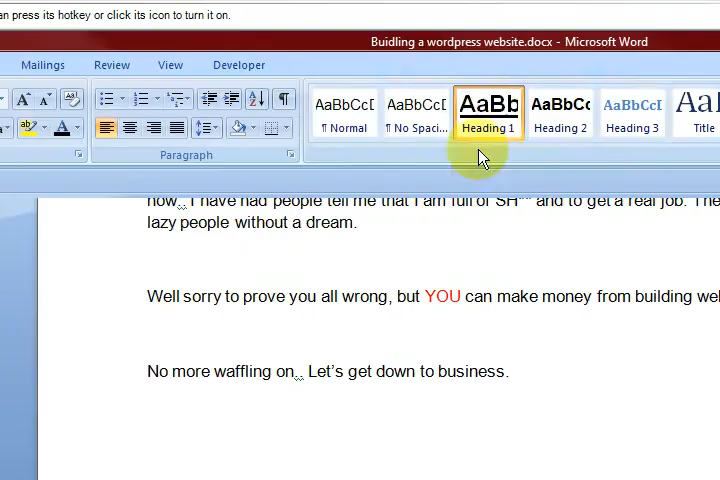 an press its hotkey or click its icon to turn it on.
Buidling a wordpress website.docx - Microsoft Word
Mailings Review View Developer
AaBbCcD AaBbCcD AaBb AaBbCc AaBbCcD AaB
¶ Normal ¶ No Spaci... Heading 1 Heading 2 Heading 3 Title
Paragraph
now.. I have had people tell me that I am full of SH** and to get a real job. The
lazy people without a dream.
Well sorry to prove you all wrong, but YOU can make money from building we
No more waffling on.. Let's get down to business.